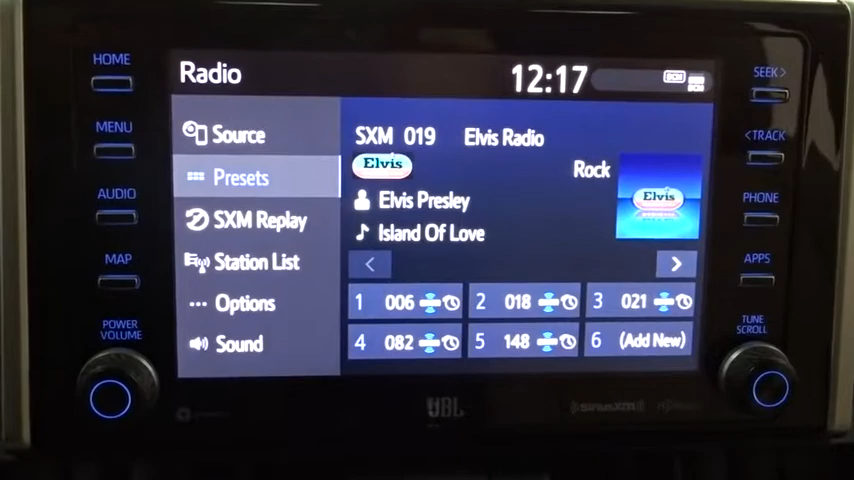 HOME
MENU
AUDIO
MAP
POWER
VOLUME
Radio
12:17
Source
Presets
SXM Replay
Station List
Options
Sound
SXM 019 Elvis Radio
Elvis
Rock
Elvis
Elvis Presley
Island Of Love
<
>
1 006
2 018
3 021
4 082
5 148
6 (Add New)
SEEK >
< TRACK
PHONE
APPS
TUNE
SCROLL
JBL
SiriusXM